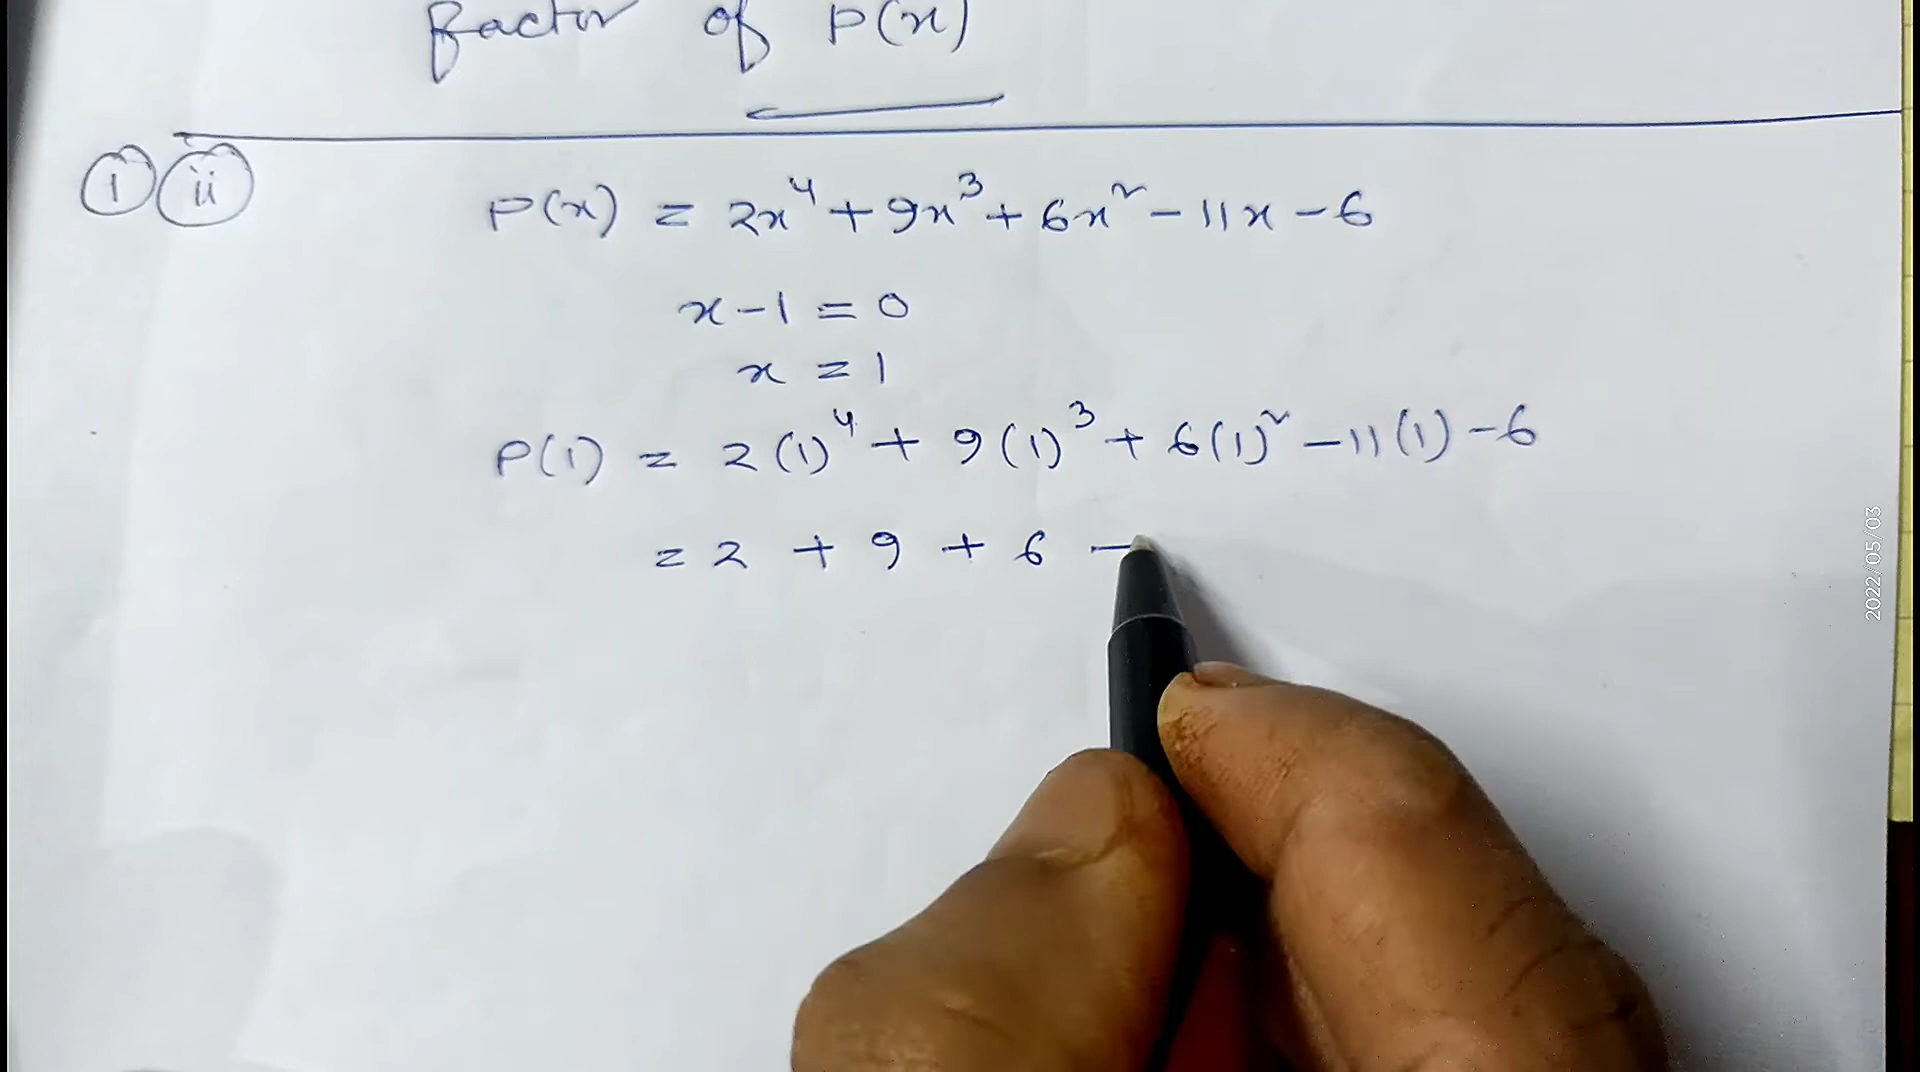 factor of P(x)
(i) (ii) P(x) = 2x⁴ + 9x³ + 6x² - 11x - 6
x - 1 = 0
x = 1
P(1) = 2(1)⁴ + 9(1)³ + 6(1)² - 11(1) - 6
= 2 + 9 + 6 -
2022/05/03